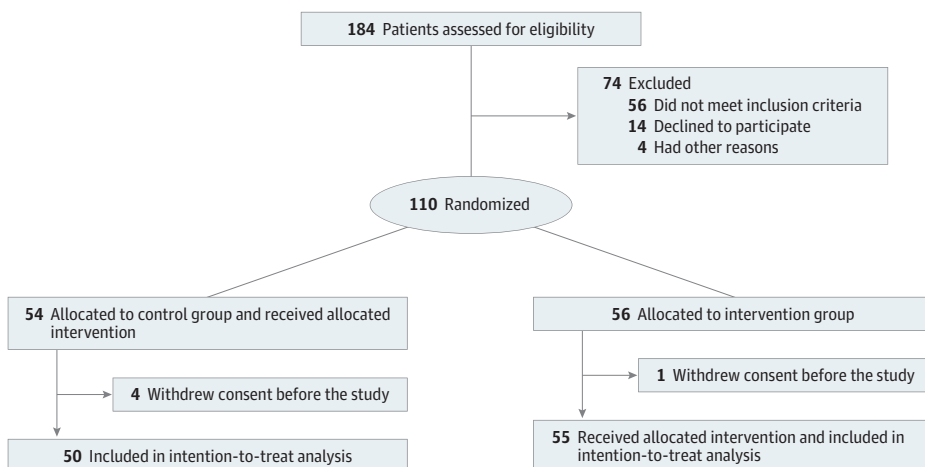 184 Patients assessed for eligibility
74 Excluded
56 Did not meet inclusion criteria
14 Declined to participate
4 Had other reasons
110 Randomized
54 Allocated to control group and received allocated
intervention
4 Withdrew consent before the study
50 Included in intention-to-treat analysis
56 Allocated to intervention group
1 Withdrew consent before the study
55 Received allocated intervention and included in
intention-to-treat analysis